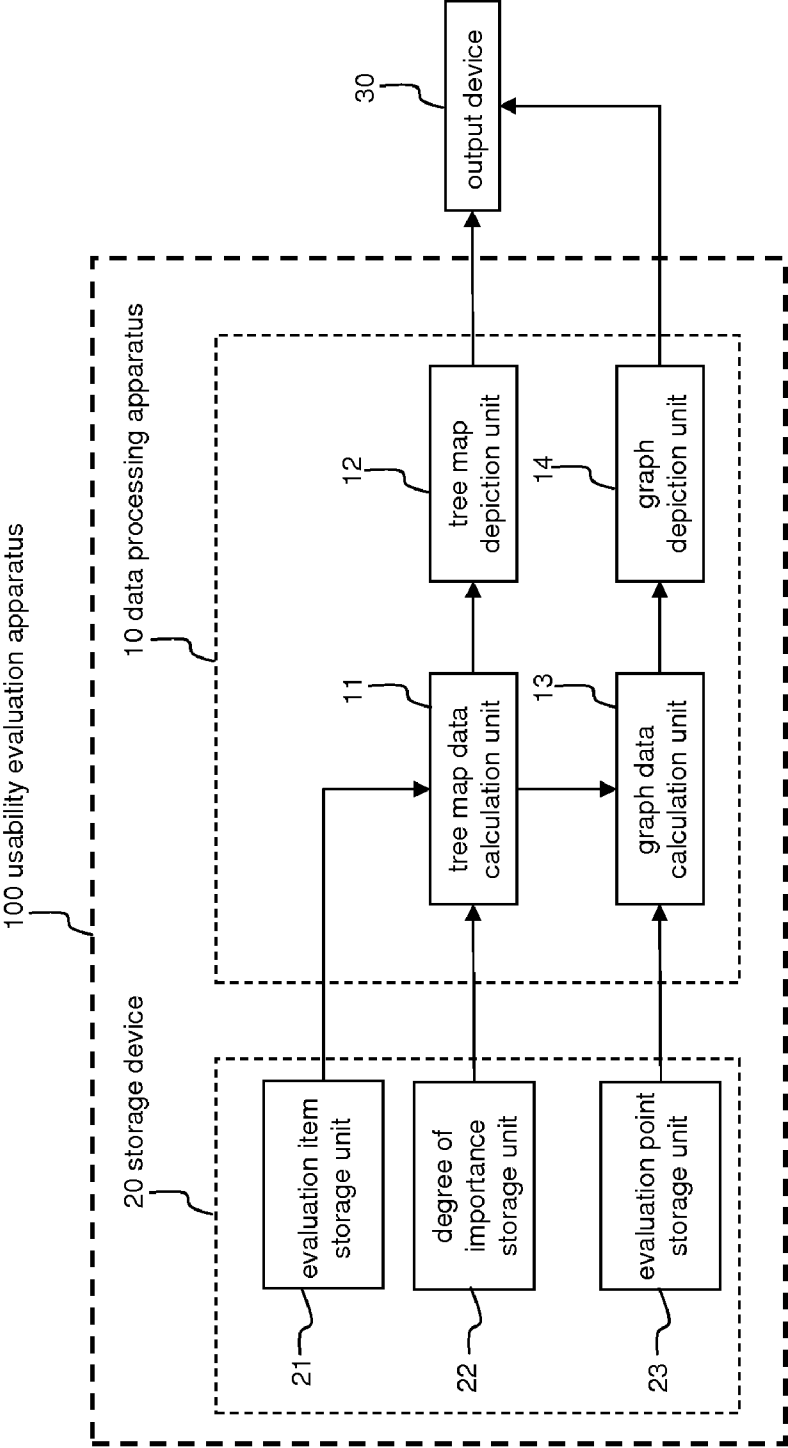 100 usability evaluation apparatus
20 storage device
10 data processing apparatus
30
output device
21
evaluation item
storage unit
22
degree of
importance
storage unit
23
evaluation point
storage unit
11
tree map data
calculation unit
12
tree map
depiction unit
13
graph data
calculation unit
14
graph
depiction unit